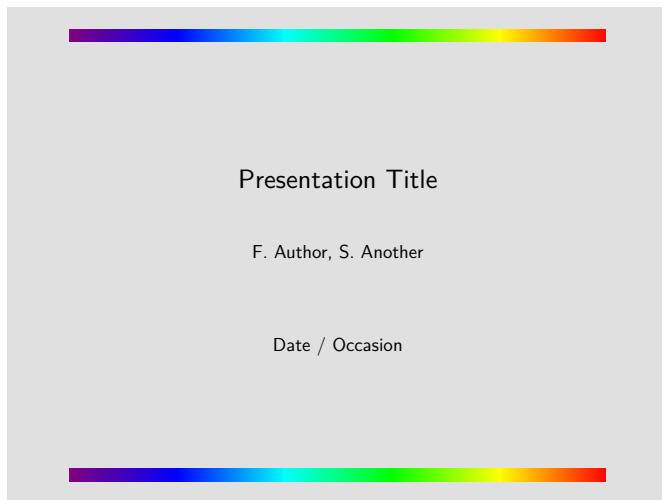 Presentation Title
F. Author, S. Another
Date / Occasion